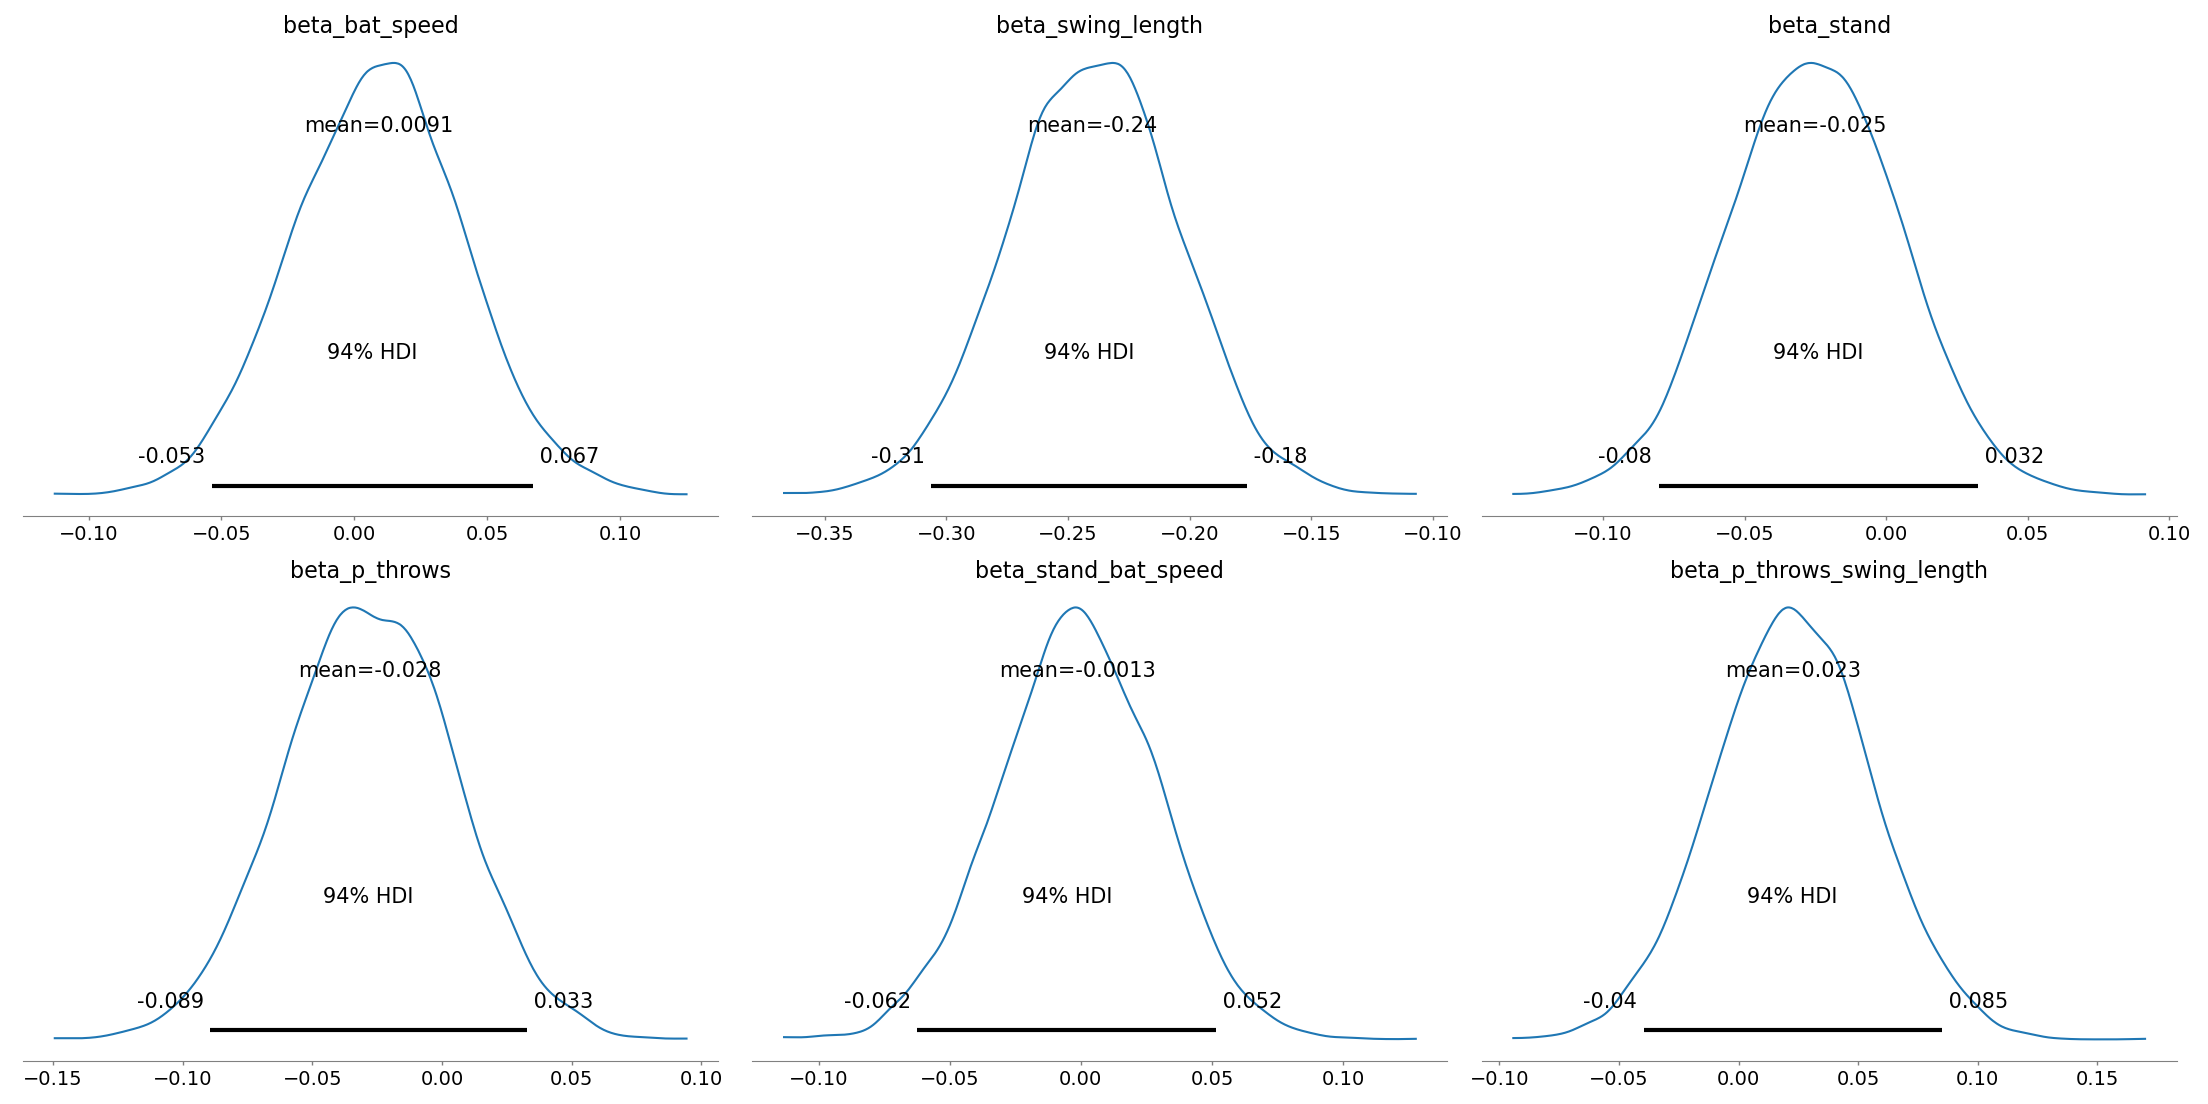 beta_bat_speed
mean=0.0091
94% HDI
-0.053 0.067
−0.10 −0.05 0.00 0.05 0.10
beta_swing_length
mean=-0.24
94% HDI
-0.31 -0.18
−0.35 −0.30 −0.25 −0.20 −0.15 −0.10
beta_stand
mean=-0.025
94% HDI
-0.08 0.032
−0.10 −0.05 0.00 0.05 0.10
beta_p_throws
mean=-0.028
94% HDI
-0.089 0.033
−0.15 −0.10 −0.05 0.00 0.05 0.10
beta_stand_bat_speed
mean=-0.0013
94% HDI
-0.062 0.052
−0.10 −0.05 0.00 0.05 0.10
beta_p_throws_swing_length
mean=0.023
94% HDI
-0.04 0.085
−0.10 −0.05 0.00 0.05 0.10 0.15